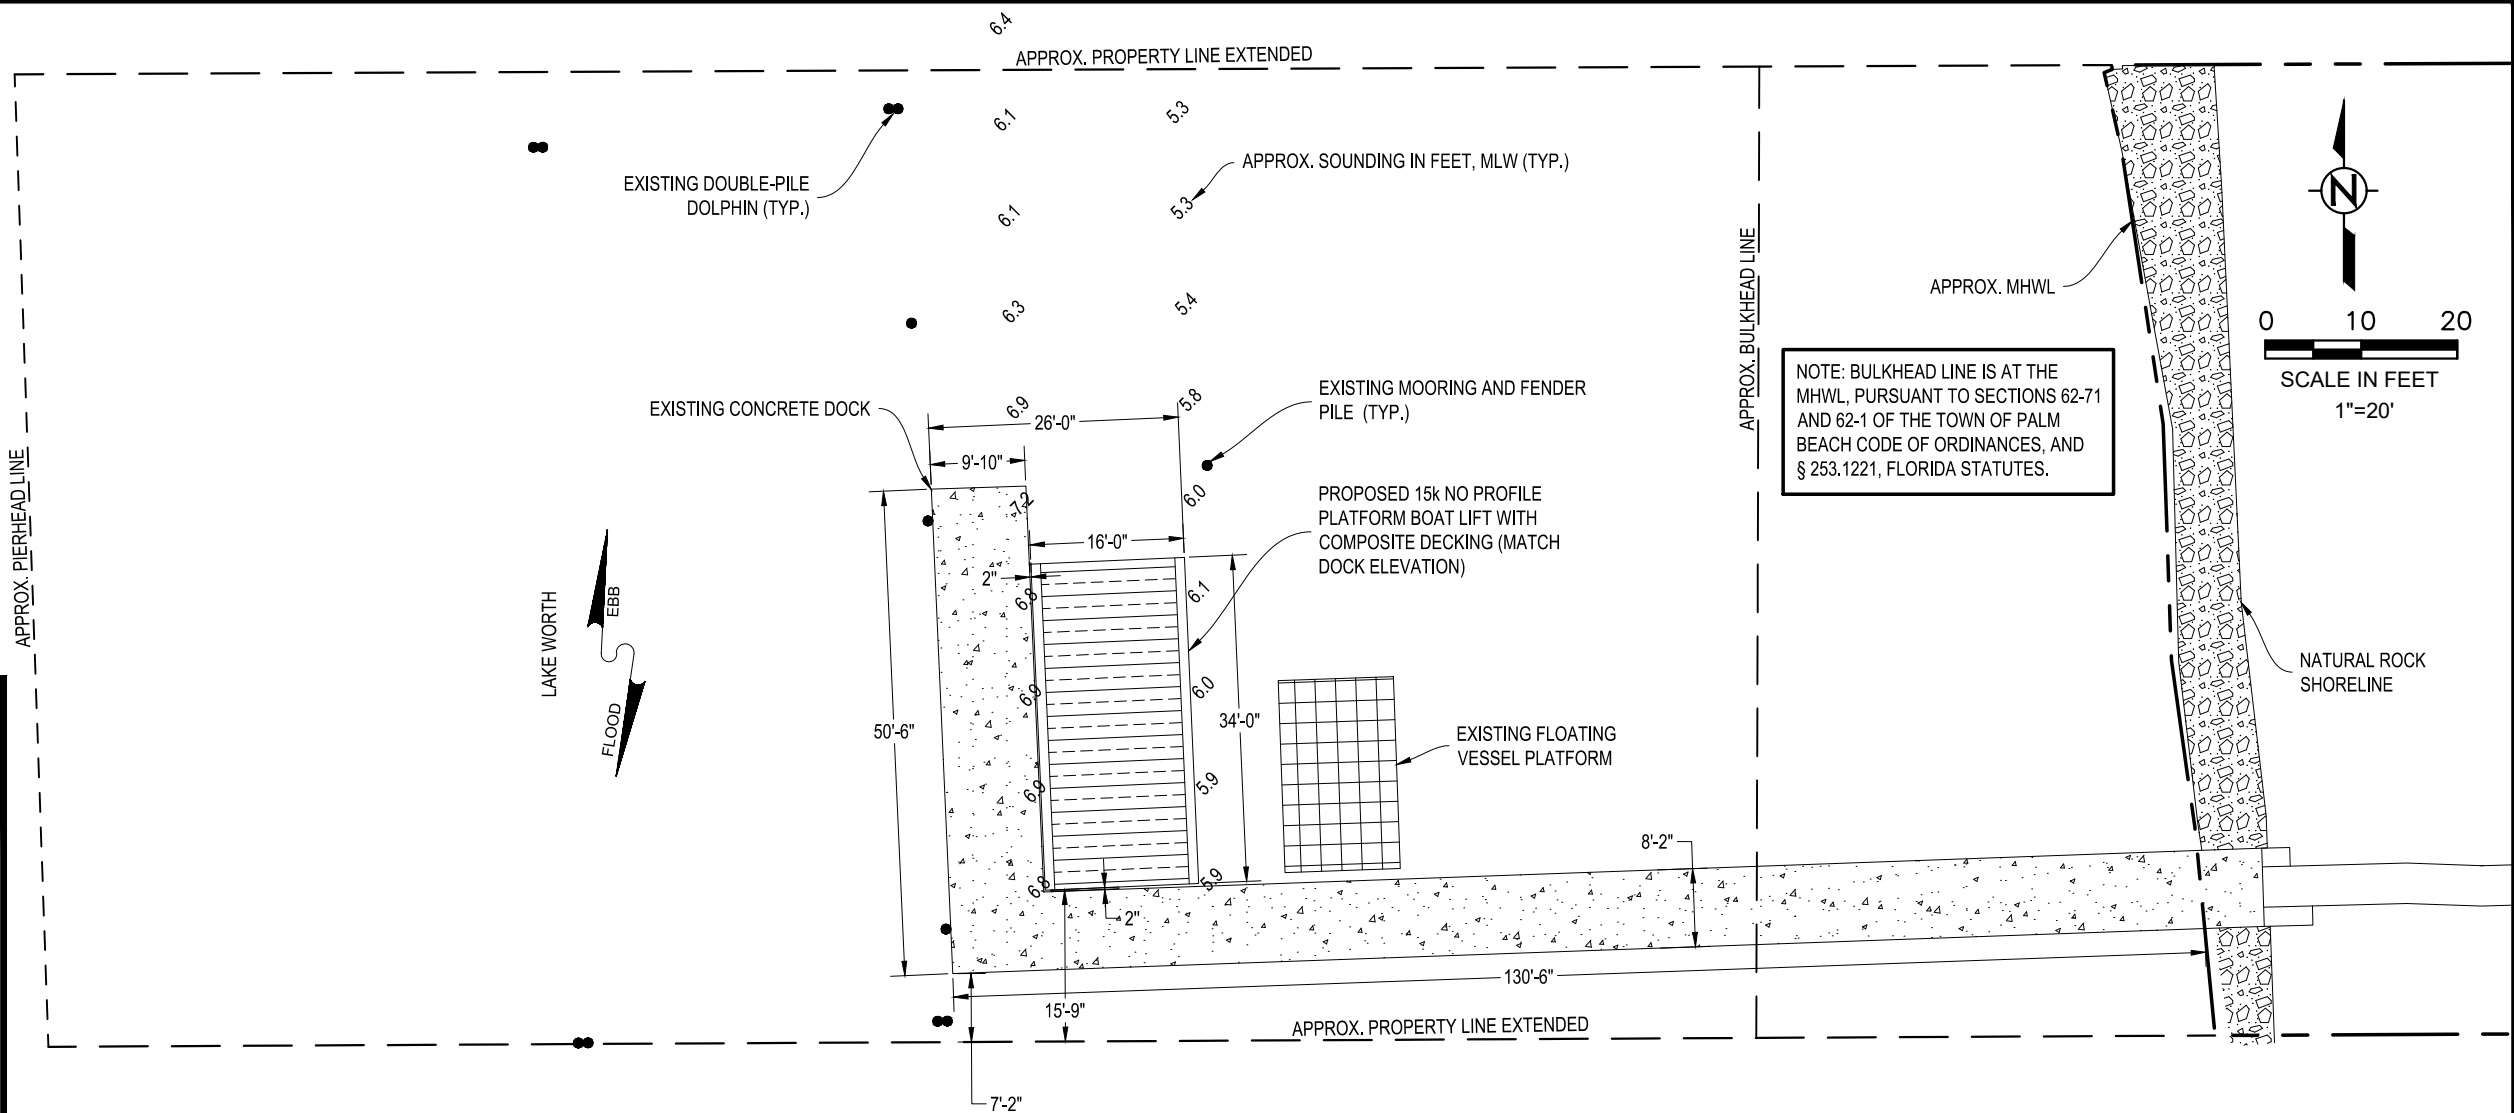 6.4
APPROX. PROPERTY LINE EXTENDED
6.1
5.3
EXISTING DOUBLE-PILE
DOLPHIN (TYP.)
APPROX. SOUNDING IN FEET, MLW (TYP.)
6.1
5.3
6.3
5.4
APPROX. BULKHEAD LINE
APPROX. MHWL
N
0 10 20
SCALE IN FEET
1"=20'
NOTE: BULKHEAD LINE IS AT THE
MHWL, PURSUANT TO SECTIONS 62-71
AND 62-1 OF THE TOWN OF PALM
BEACH CODE OF ORDINANCES, AND
§ 253.1221, FLORIDA STATUTES.
EXISTING CONCRETE DOCK
6.9
5.8
26'-0"
EXISTING MOORING AND FENDER
PILE (TYP.)
9'-10"
7.2
6.0
PROPOSED 15k NO PROFILE
PLATFORM BOAT LIFT WITH
COMPOSITE DECKING (MATCH
DOCK ELEVATION)
16'-0"
2"
6.8
6.1
APPROX. PIERHEAD LINE
LAKE WORTH
EBB
FLOOD
6.9
6.0
50'-6"
34'-0"
NATURAL ROCK
SHORELINE
EXISTING FLOATING
VESSEL PLATFORM
6.9
5.9
8'-2"
6.8
5.9
2"
130'-6"
15'-9"
APPROX. PROPERTY LINE EXTENDED
7'-2"